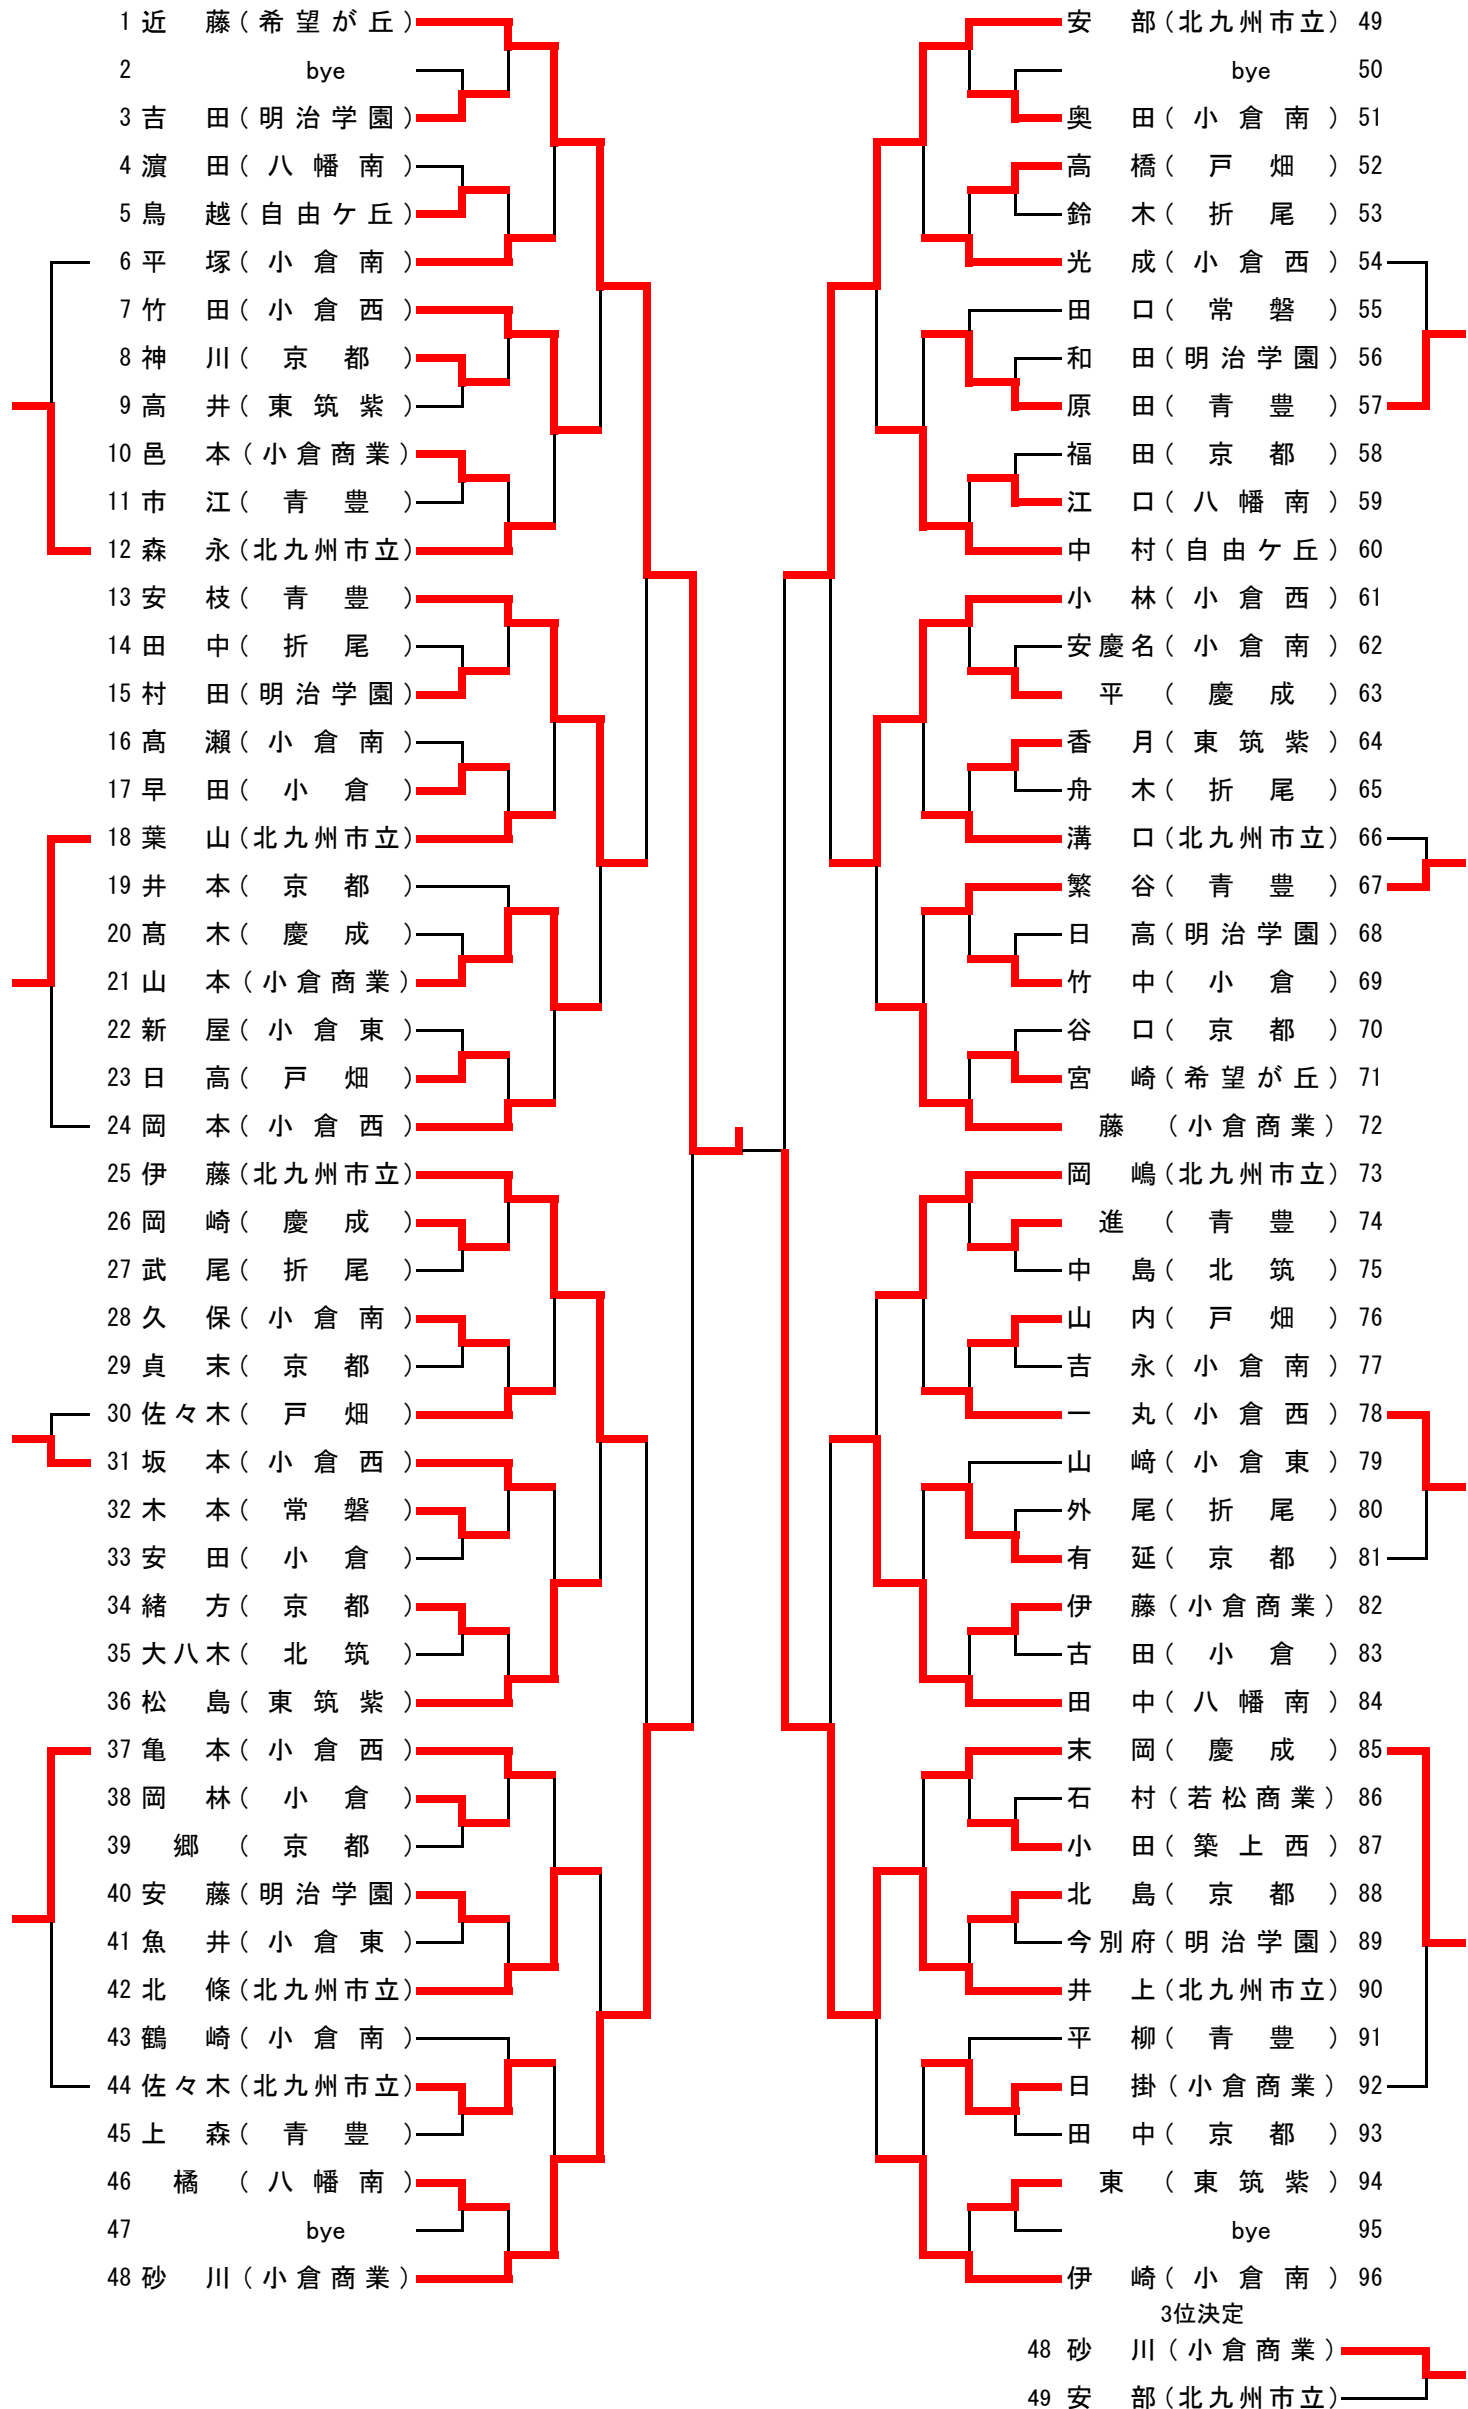 1 近 藤(希望が丘)
2 bye
3 吉 田(明治学園)
4 濵 田(八幡南)
5 鳥 越(自由ケ丘)
6 平 塚(小倉南)
7 竹 田(小倉西)
8 神 川(京都)
9 高 井(東筑紫)
10 邑 本(小倉商業)
11 市 江(青豊)
12 森 永(北九州市立)
13 安 枝(青豊)
14 田 中(折尾)
15 村 田(明治学園)
16 髙 瀨(小倉南)
17 早 田(小倉)
18 葉 山(北九州市立)
19 井 本(京都)
20 髙 木(慶成)
21 山 本(小倉商業)
22 新 屋(小倉東)
23 日 高(戸畑)
24 岡 本(小倉西)
25 伊 藤(北九州市立)
26 岡 崎(慶成)
27 武 尾(折尾)
28 久 保(小倉南)
29 貞 末(京都)
30 佐々木(戸畑)
31 坂 本(小倉西)
32 木 本(常磐)
33 安 田(小倉)
34 緒 方(京都)
35 大八木(北筑)
36 松 島(東筑紫)
37 亀 本(小倉西)
38 岡 林(小倉)
39 郷(京都)
40 安 藤(明治学園)
41 魚 井(小倉東)
42 北 條(北九州市立)
43 鶴 崎(小倉南)
44 佐々木(北九州市立)
45 上 森(青豊)
46 橘(八幡南)
47 bye
48 砂 川(小倉商業)
安 部(北九州市立) 49
bye 50
奥 田(小倉南) 51
高 橋(戸畑) 52
鈴 木(折尾) 53
光 成(小倉西) 54
田 口(常磐) 55
和 田(明治学園) 56
原 田(青豊) 57
福 田(京都) 58
江 口(八幡南) 59
中 村(自由ケ丘) 60
小 林(小倉西) 61
安慶名(小倉南) 62
平(慶成) 63
香 月(東筑紫) 64
舟 木(折尾) 65
溝 口(北九州市立) 66
繁 谷(青豊) 67
日 高(明治学園) 68
竹 中(小倉) 69
谷 口(京都) 70
宮 崎(希望が丘) 71
藤(小倉商業) 72
岡 嶋(北九州市立) 73
進(青豊) 74
中 島(北筑) 75
山 内(戸畑) 76
吉 永(小倉南) 77
一 丸(小倉西) 78
山 﨑(小倉東) 79
外 尾(折尾) 80
有 延(京都) 81
伊 藤(小倉商業) 82
古 田(小倉) 83
田 中(八幡南) 84
末 岡(慶成) 85
石 村(若松商業) 86
小 田(築上西) 87
北 島(京都) 88
今別府(明治学園) 89
井 上(北九州市立) 90
平 柳(青豊) 91
日 掛(小倉商業) 92
田 中(京都) 93
東(東筑紫) 94
bye 95
伊 崎(小倉南) 96
3位決定
48 砂 川(小倉商業)
49 安 部(北九州市立)